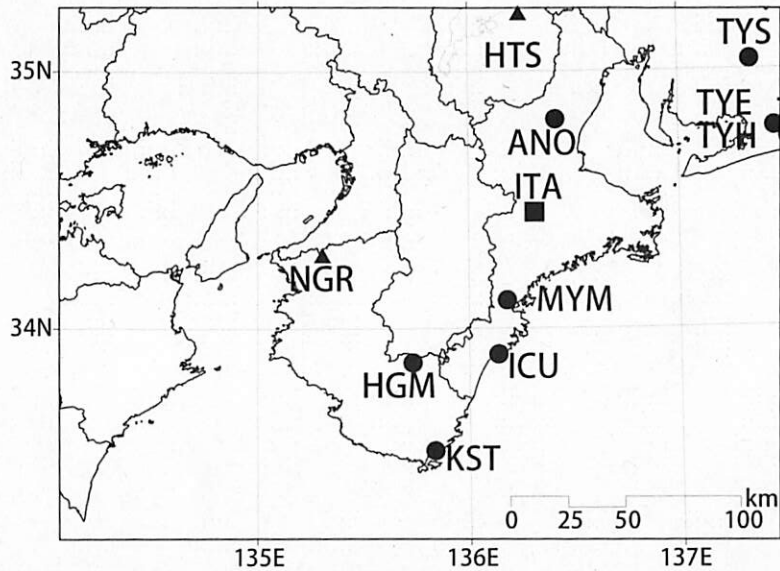 TYS
HTS
35N
TYE
ANO
TYH
ITA
NGR
MYM
34N
ICU
HGM
KST
km
0 25 50 100
135E 136E 137E